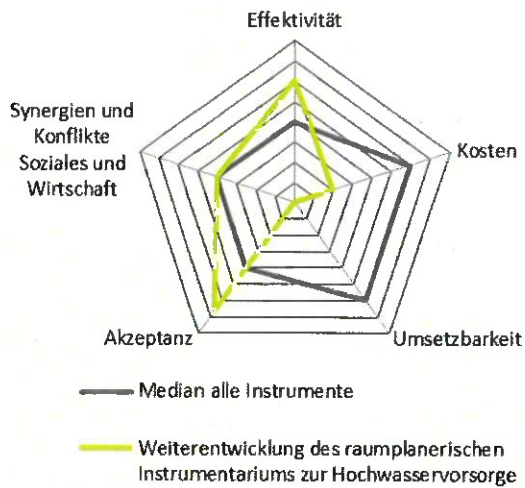 Effektivität
Synergien und
Konflikte
Soziales und
Wirtschaft
Kosten
Akzeptanz
Umsetzbarkeit
Median alle Instrumente
Weiterentwicklung des raumplanerischen
Instrumentariums zur Hochwasservorsorge